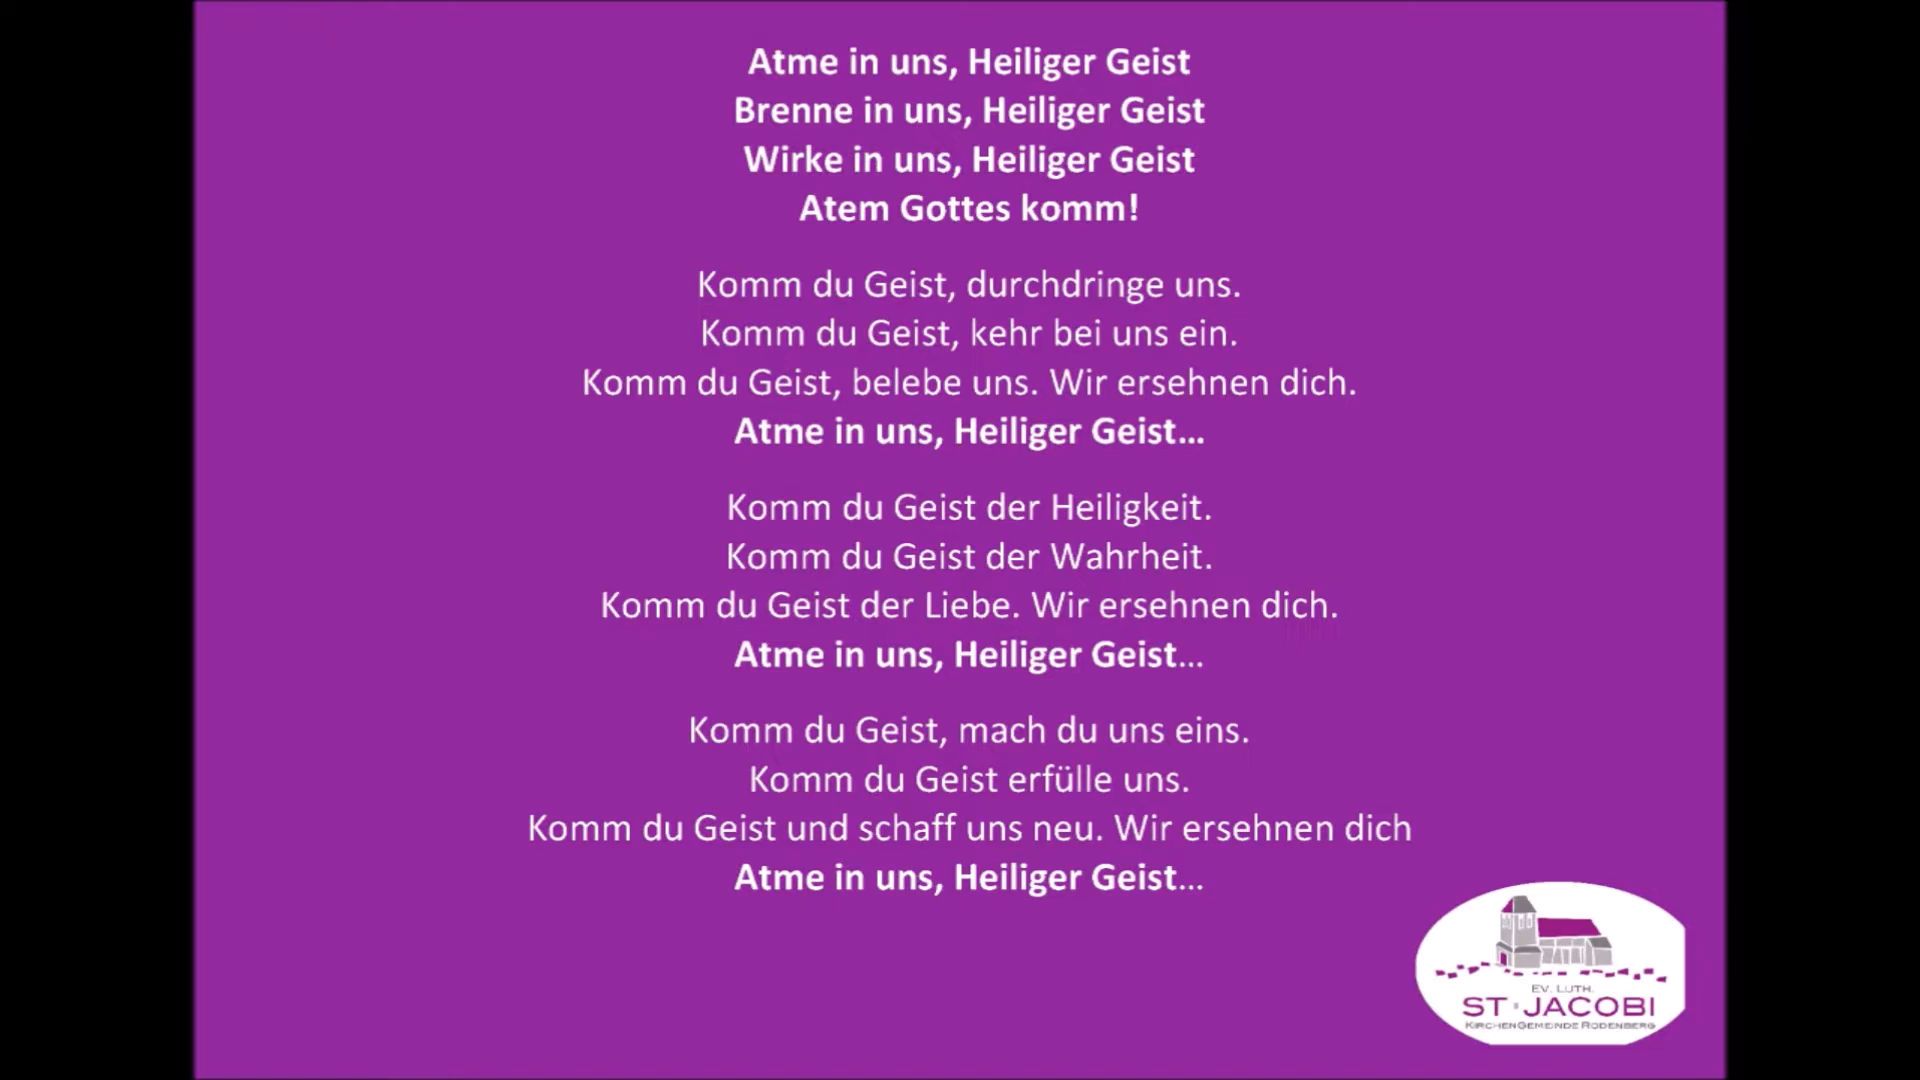 Atme in uns, Heiliger Geist
Brenne in uns, Heiliger Geist
Wirke in uns, Heiliger Geist
Atem Gottes komm!
Komm du Geist, durchdringe uns.
Komm du Geist, kehr bei uns ein.
Komm du Geist, belebe uns. Wir ersehnen dich.
Atme in uns, Heiliger Geist...
Komm du Geist der Heiligkeit.
Komm du Geist der Wahrheit.
Komm du Geist der Liebe. Wir ersehnen dich.
Atme in uns, Heiliger Geist...
Komm du Geist, mach du uns eins.
Komm du Geist erfülle uns.
Komm du Geist und schaff uns neu. Wir ersehnen dich
Atme in uns, Heiliger Geist...
EV. LUTH.
ST·JACOBI
KIRCHENGEMEINDE RODENBERG